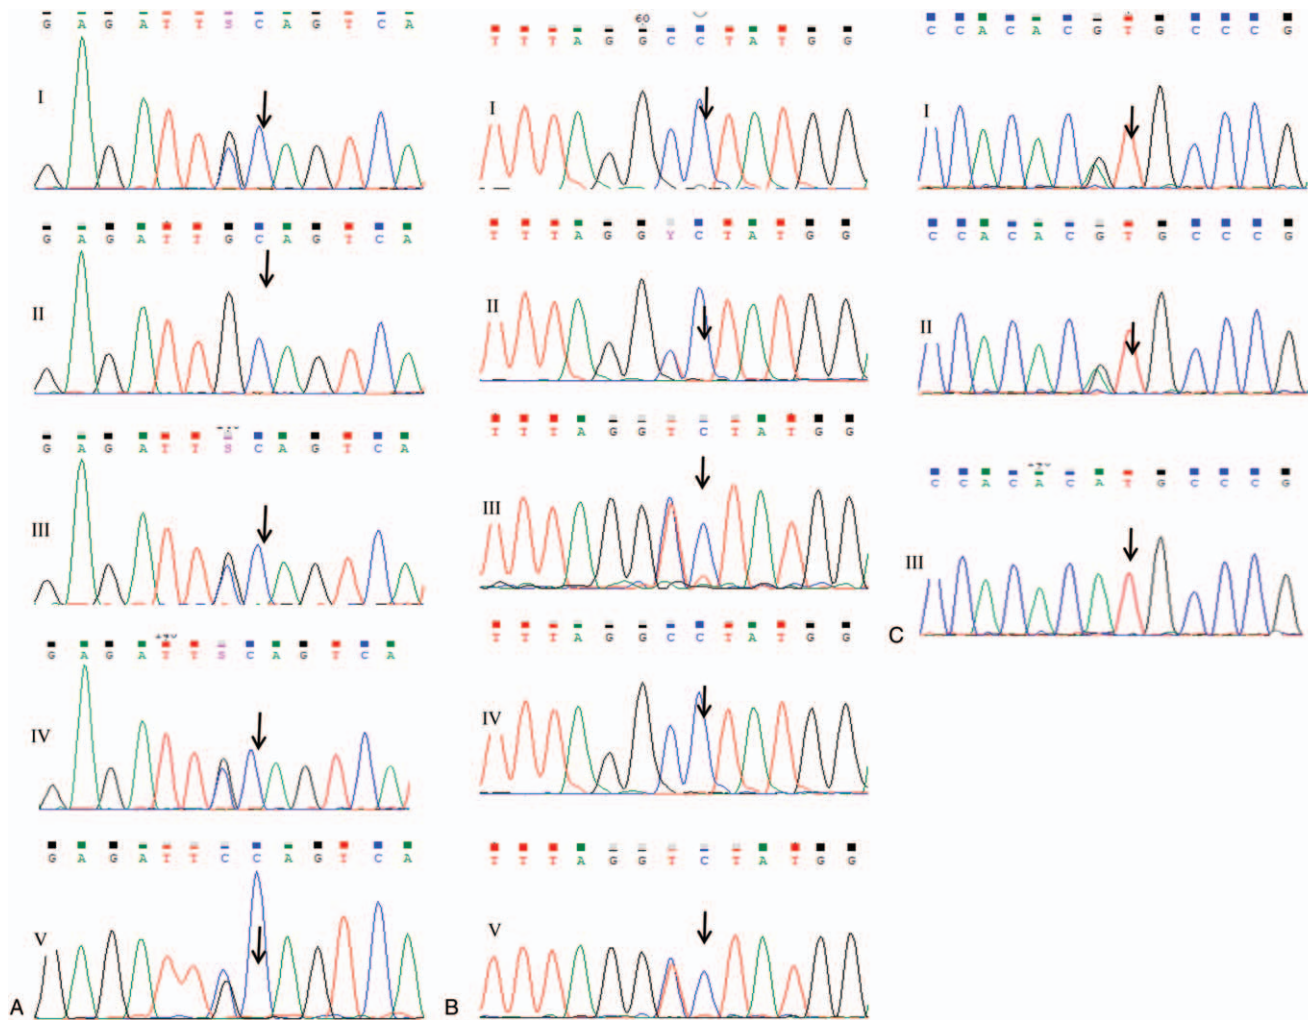 G A G A T T S C A G T C A
I
G A G A T T G C A G T C A
II
G A G A T T S C A G T C A
III
G A G A T T S C A G T C A
IV
G A G A T T C C A G T C A
V
A
60
T T T A G G C C T A T G G
I
T T T A G G Y C T A T G G
II
T T T A G G T C T A T G G
III
T T T A G G C C T A T G G
IV
T T T A G G T C T A T G G
V
B
C C A C A C G T G C C C G
I
C C A C A C G T G C C C G
II
C C A C A C A T G C C C G
III
C